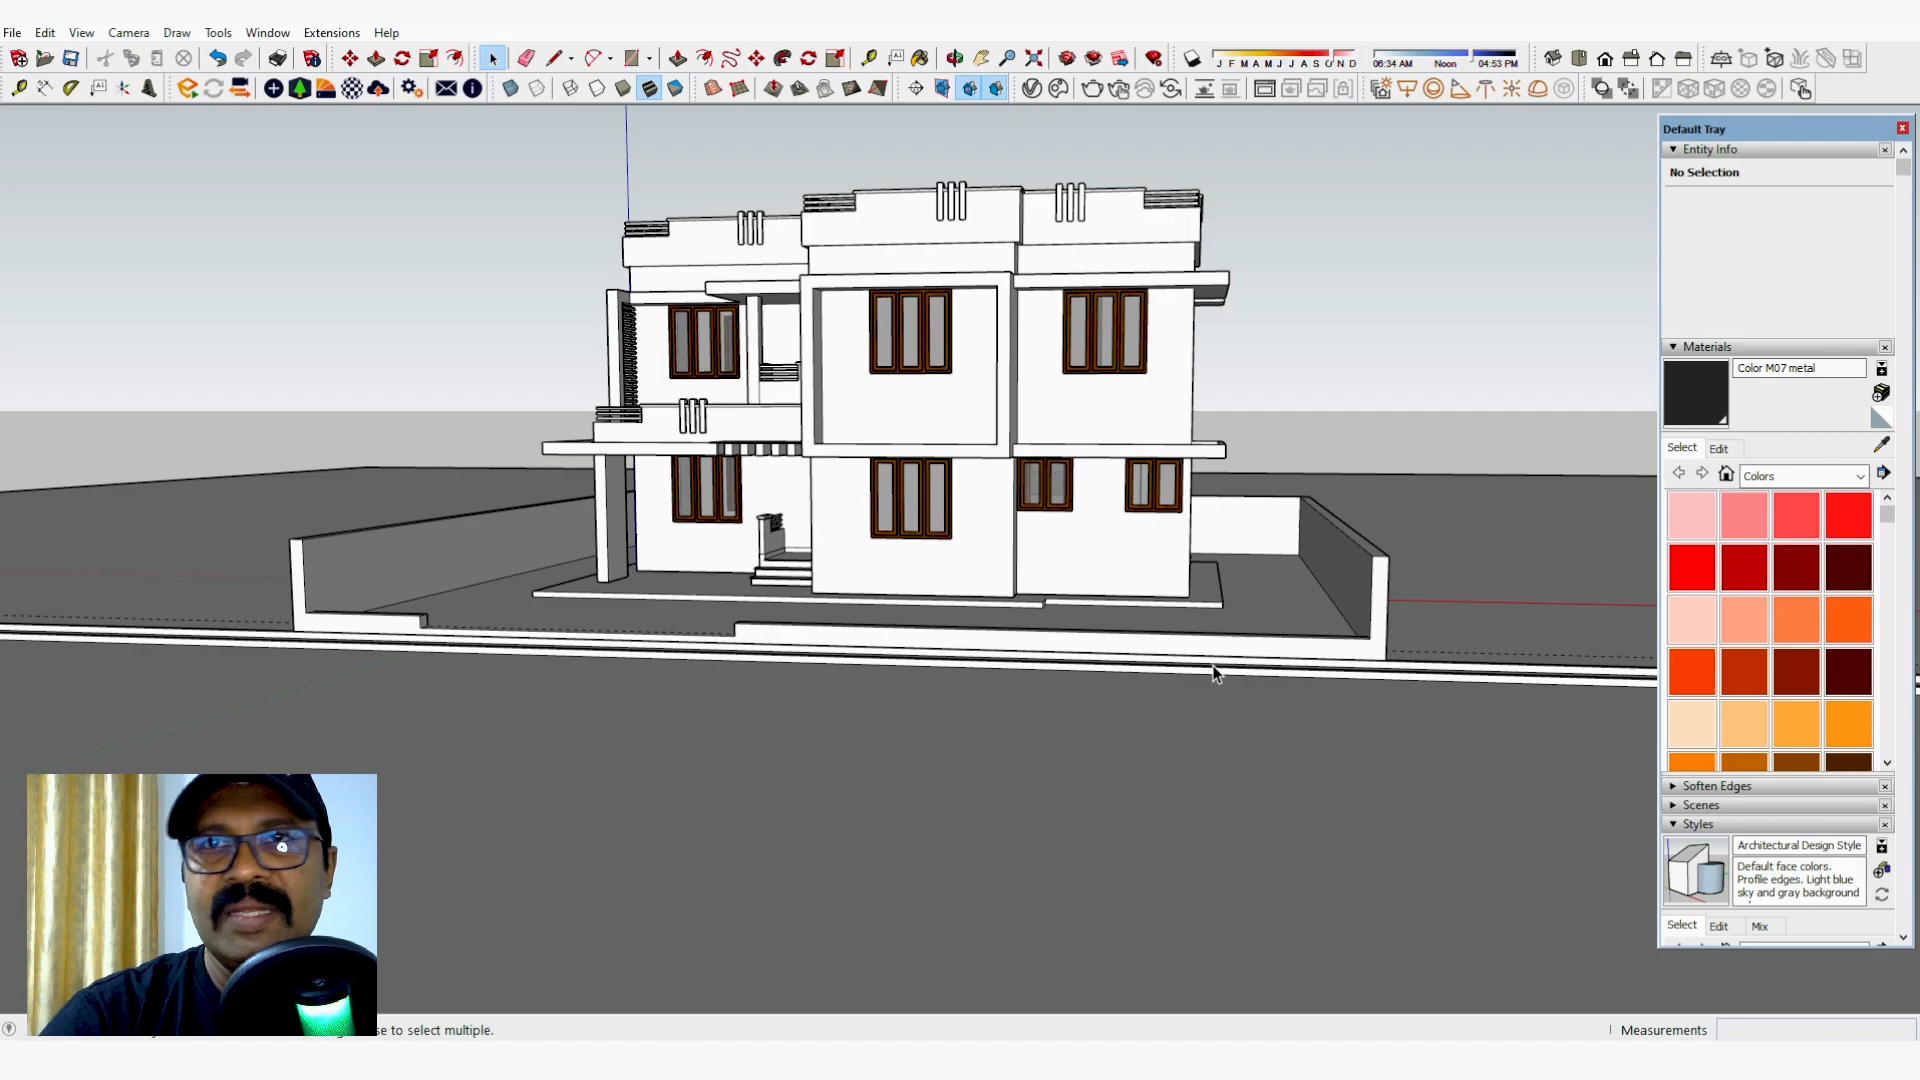 File Edit View Camera Draw Tools Window Extensions Help
J F M A M J J A S O N D
06:34 AM Noon 04:53 PM
Default Tray
Entity Info
No Selection
Materials
Color M07 metal
Select Edit
Colors
Soften Edges
Scenes
Styles
Architectural Design Style
Default face colors.
Profile edges. Light blue
sky and gray background
Select Edit Mix
se to select multiple.
Measurements